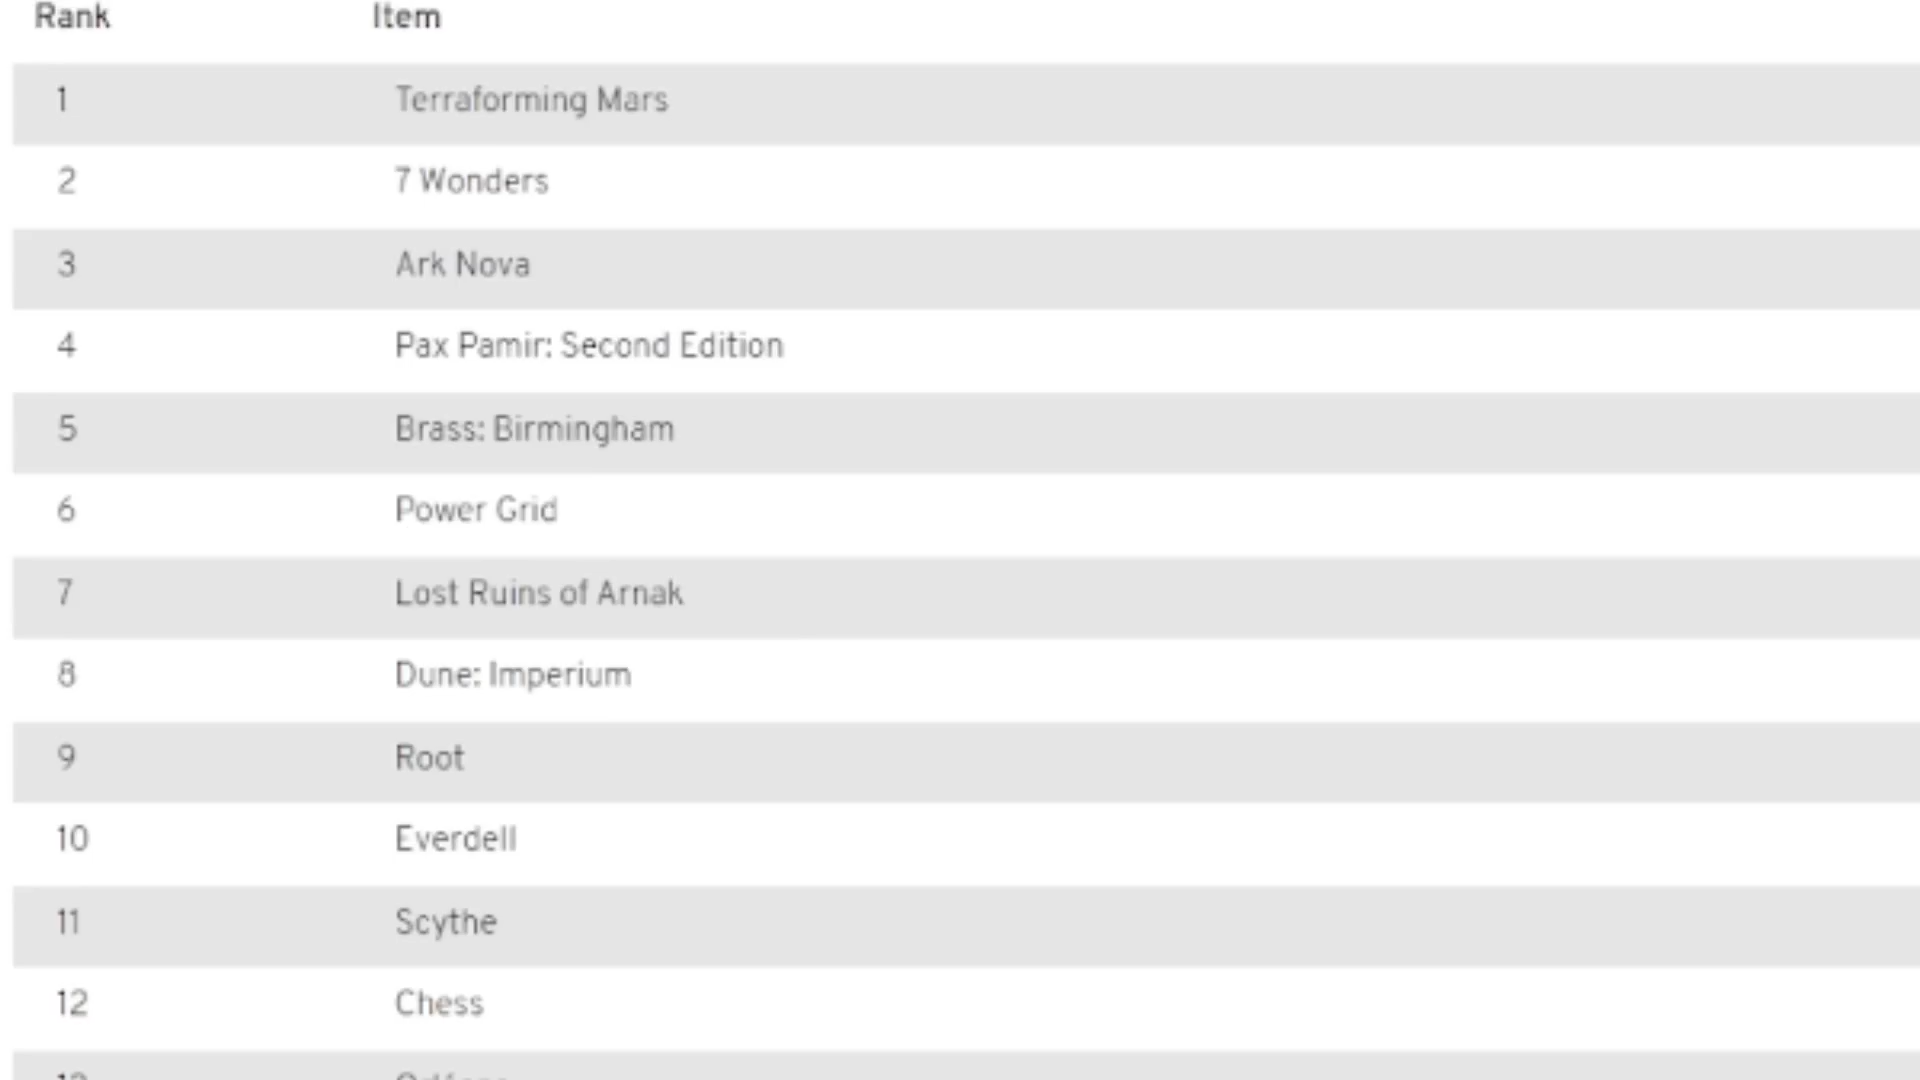 Rank Item
1 Terraforming Mars
2 7 Wonders
3 Ark Nova
4 Pax Pamir: Second Edition
5 Brass: Birmingham
6 Power Grid
7 Lost Ruins of Arnak
8 Dune: Imperium
9 Root
10 Everdell
11 Scythe
12 Chess